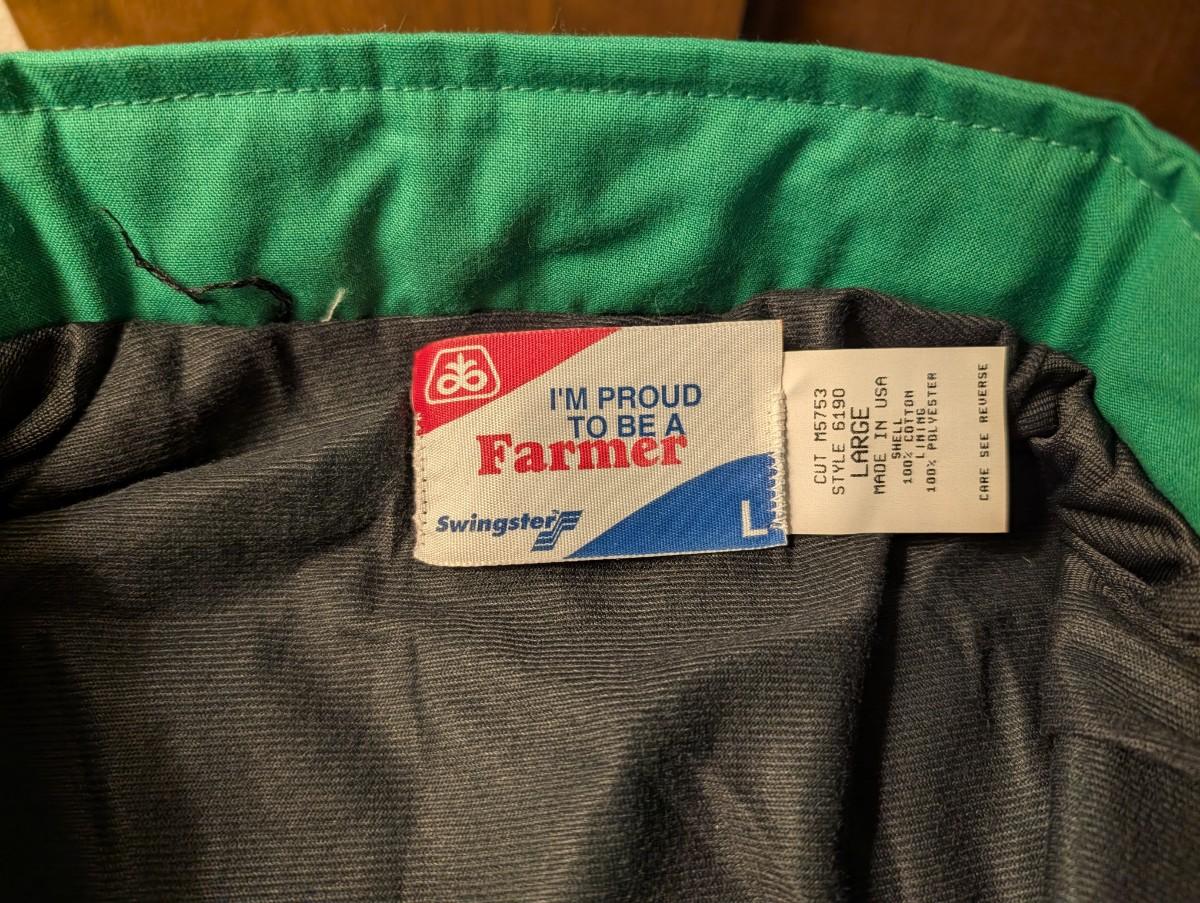 I'M PROUD
TO BE A
Farmer
Swingster
L
CUT M5753
STYLE 6190
LARGE
MADE IN USA
SHELL
100% COTTON
LINING
100% POLYESTER
CARE SEE REVERSE